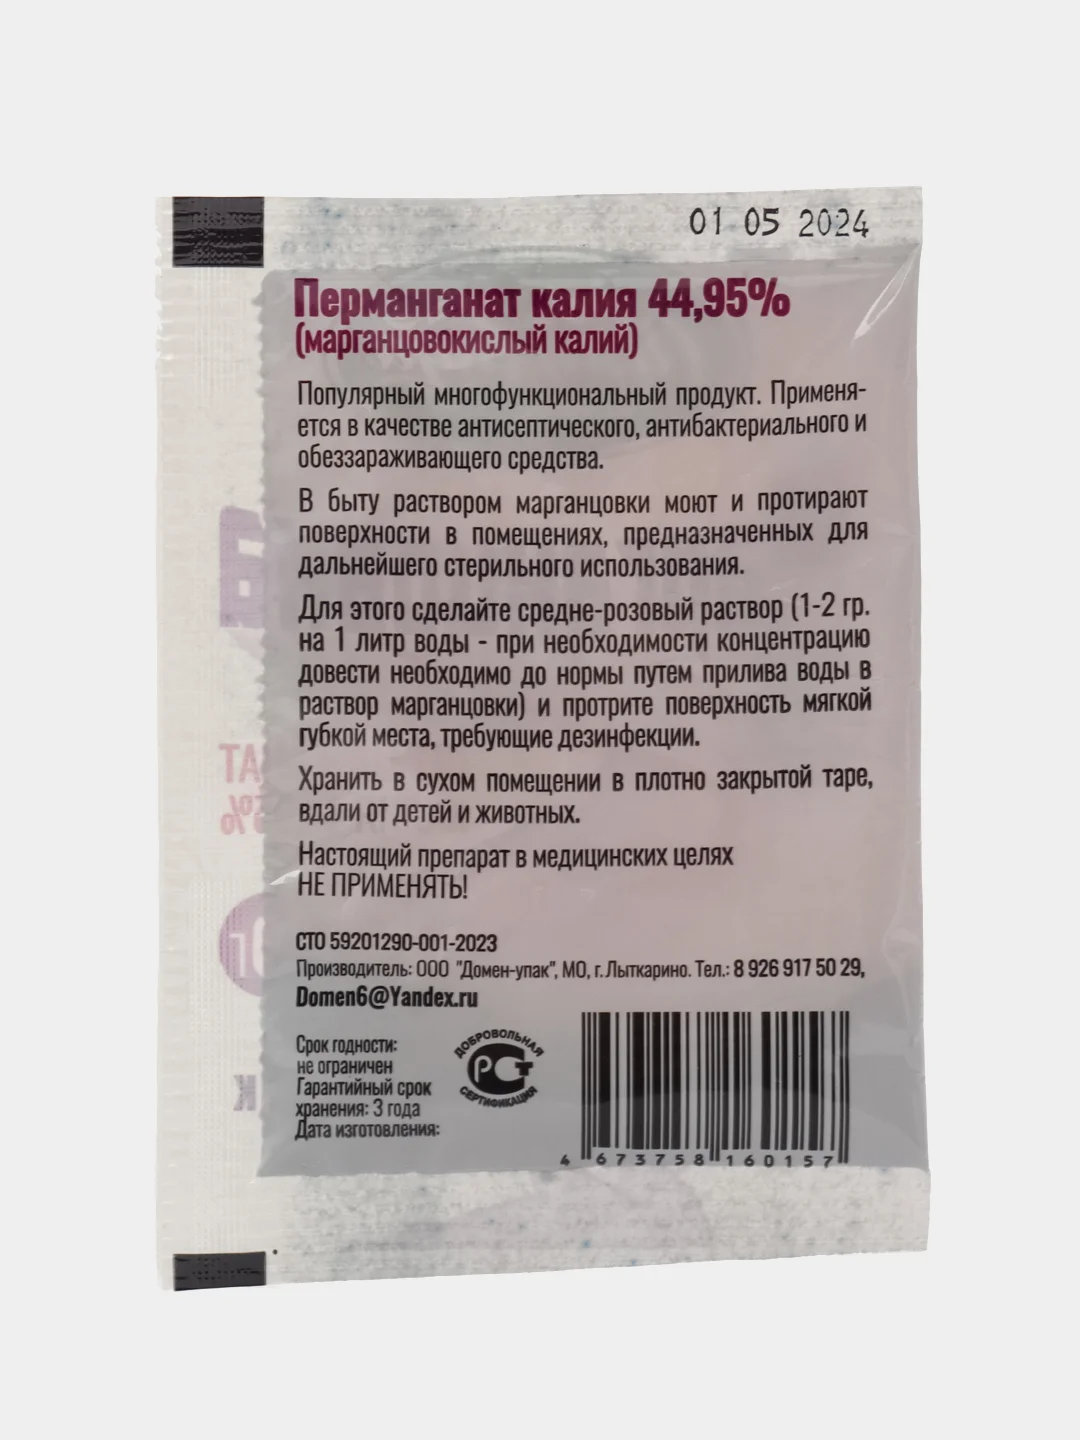 01 05 2024
Перманганат калия 44,95%
(марганцовокислый калий)
Популярный многофункциональный продукт. Применя-
ется в качестве антисептического, антибактериального и
обеззараживающего средства.
В быту раствором марганцовки моют и протирают
поверхности в помещениях, предназначенных для
дальнейшего стерильного использования.
Для этого сделайте средне-розовый раствор (1-2 гр.
на 1 литр воды - при необходимости концентрацию
довести необходимо до нормы путем прилива воды в
раствор марганцовки) и протрите поверхность мягкой
губкой места, требующие дезинфекции.
Хранить в сухом помещении в плотно закрытой таре,
вдали от детей и животных.
Настоящий препарат в медицинских целях
НЕ ПРИМЕНЯТЬ!
СТО 59201290-001-2023
Производитель: ООО "Домен-упак", МО, г.Лыткарино. Тел.: 8 926 917 50 29,
Domen6@Yandex.ru
Срок годности:
не ограничен
Гарантийный срок
хранения: 3 года
Дата изготовления:
ДОБРОВОЛЬНАЯ
РСТ
СЕРТИФИКАЦИЯ
4 673758 160157